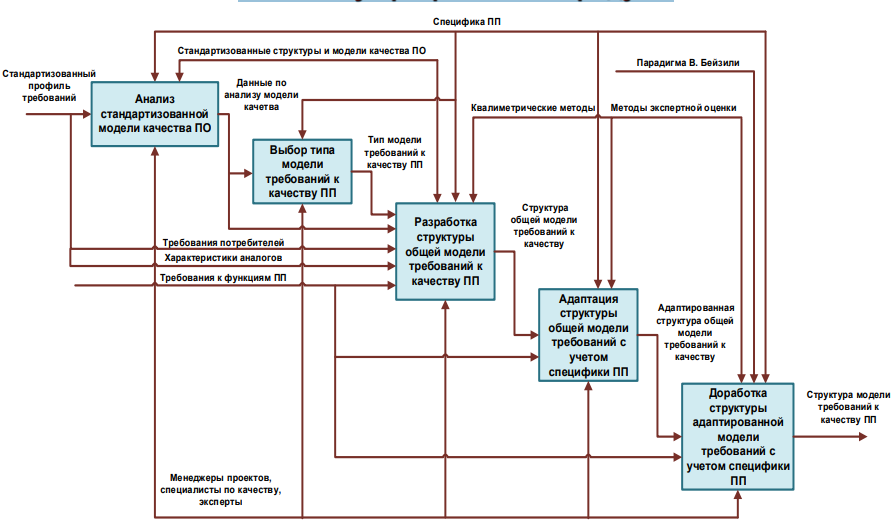 Специфика ПП
Стандартизованные структуры и модели качества ПО
Парадигма В. Бейзили
Стандартизованный
профиль
требований
Данные по
анализу модели
качетва
Анализ
стандартизованной
модели качества ПО
Квалиметрические методы
Методы экспертной оценки
Выбор типа
модели
требований к
качеству ПП
Тип модели
требований к
качеству ПП
Разработка
структуры
общей модели
требований к
качеству ПП
Структура
общей модели
требований к
качеству
Требования потребителей
Характеристики аналогов
Требования к функциям ПП
Адаптация
структуры
общей модели
требований с
учетом
специфики ПП
Адаптированная
структура общей
модели
требований к
качеству
Доработка
структуры
адаптированной
модели
требований с
учетом специфики
ПП
Структура модели
требований к
качеству ПП
Менеджеры проектов,
специалисты по качеству,
эксперты